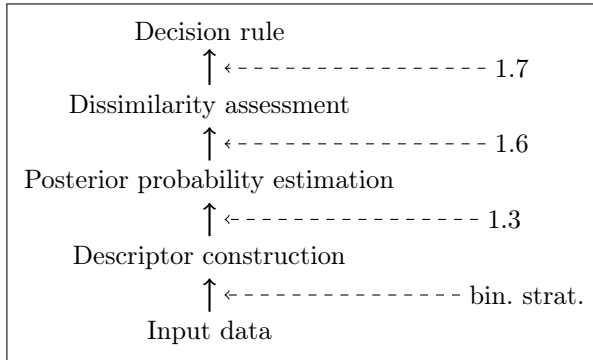 Decision rule
1.7
Dissimilarity assessment
1.6
Posterior probability estimation
1.3
Descriptor construction
bin. strat.
Input data